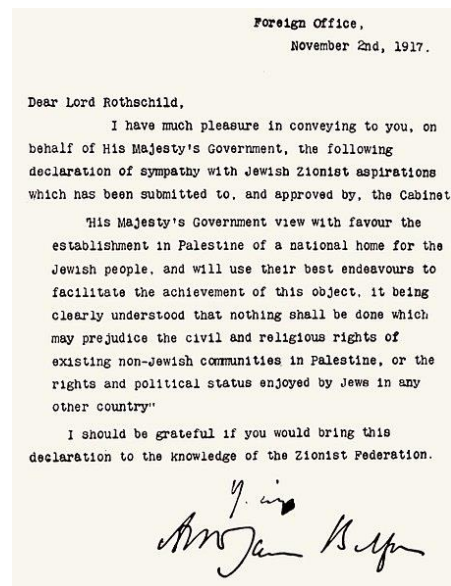 Foreign Office,
November 2nd, 1917.
Dear Lord Rothschild,
I have much pleasure in conveying to you, on
behalf of His Majesty's Government, the following
declaration of sympathy with Jewish Zionist aspirations
which has been submitted to, and approved by, the Cabinet
"His Majesty's Government view with favour the
establishment in Palestine of a national home for the
Jewish people, and will use their best endeavours to
facilitate the achievement of this object, it being
clearly understood that nothing shall be done which
may prejudice the civil and religious rights of
existing non-Jewish communities in Palestine, or the
rights and political status enjoyed by Jews in any
other country"
I should be grateful if you would bring this
declaration to the knowledge of the Zionist Federation.
Balfour